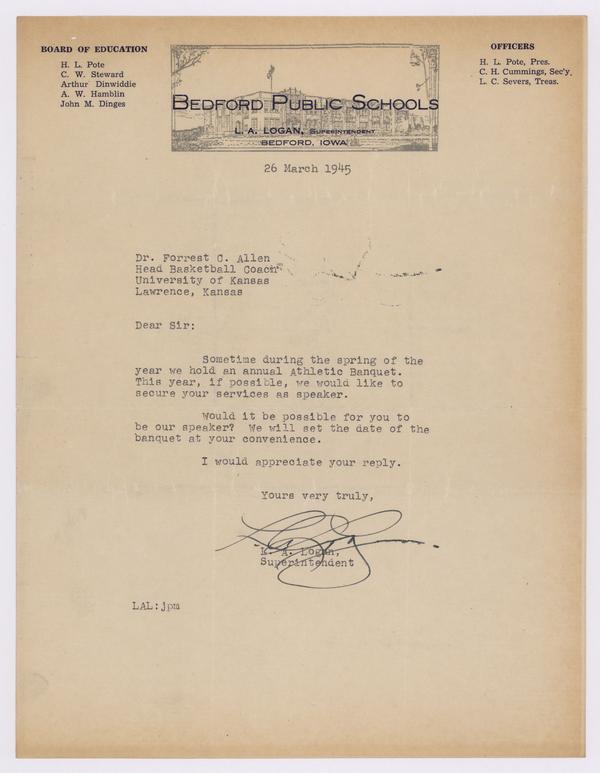 BOARD OF EDUCATION
H. L. Pote
C. W. Steward
Arthur Dinwiddie
A. W. Hamblin
John M. Dinges
BEDFORD PUBLIC SCHOOLS
L. A. LOGAN, SUPERINTENDENT
BEDFORD, IOWA
OFFICERS
H. L. Pote, Pres.
C. H. Cummings, Sec'y.
L. C. Severs, Treas.
26 March 1945
Dr. Forrest C. Allen
Head Basketball Coach
University of Kansas
Lawrence, Kansas
Dear Sir:
Sometime during the spring of the
year we hold an annual Athletic Banquet.
This year, if possible, we would like to
secure your services as speaker.
Would it be possible for you to
be our speaker? We will set the date of the
banquet at your convenience.
I would appreciate your reply.
Yours very truly,
L. A. Logan
L. A. Logan,
Superintendent
LAL:jpm